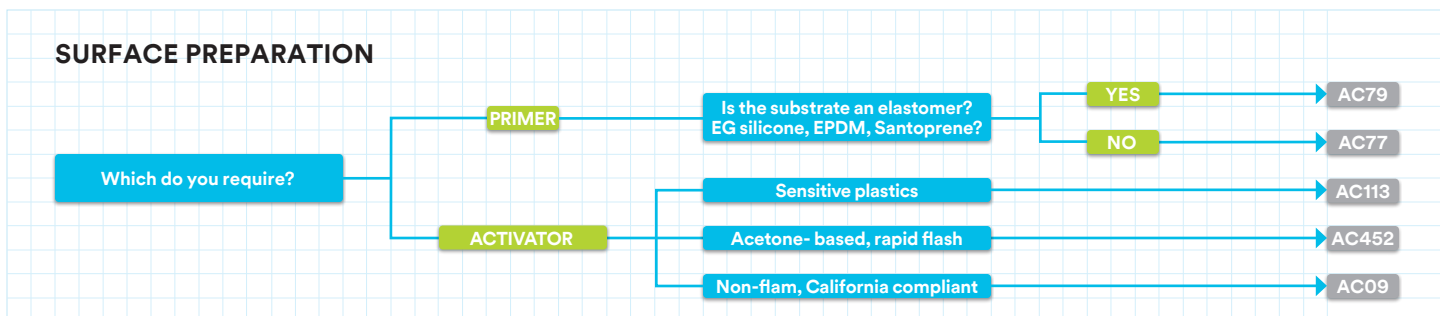 SURFACE PREPARATION
Which do you require?
PRIMER
Is the substrate an elastomer?
EG silicone, EPDM, Santoprene?
YES
AC79
NO
AC77
ACTIVATOR
Sensitive plastics
AC113
Acetone- based, rapid flash
AC452
Non-flam, California compliant
AC09